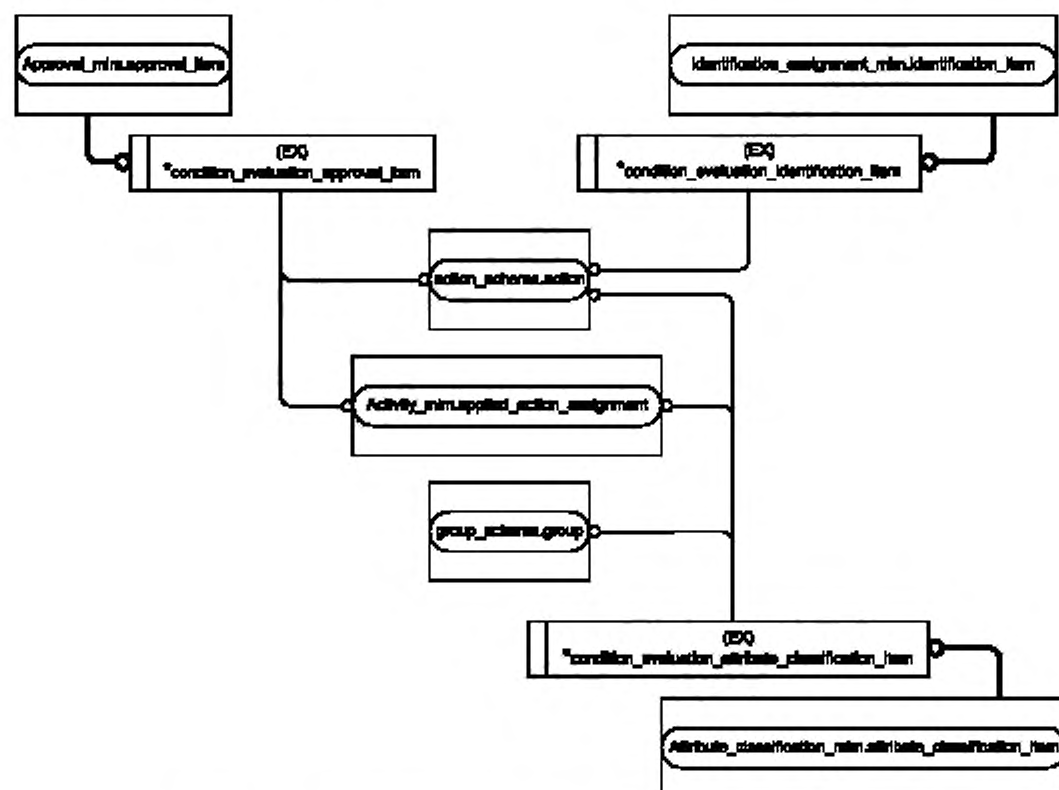 Approval_mim.approval_item
Identification_assignment_mim.identification_item
(EX)
*condition_evaluation_approval_item
(EX)
*condition_evaluation_identification_item
action_schema.action
Activity_mim.applied_action_assignment
group_schema.group
(EX)
*condition_evaluation_attribute_classification_item
Attribute_classification_mim.attribute_classification_item